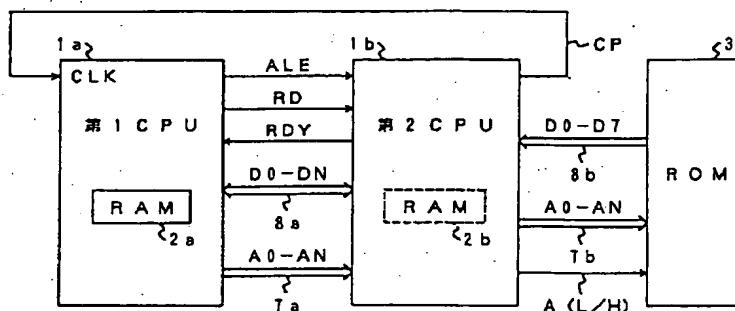 1a
1b
CP
3
CLK
ALE
RD
第1CPU
RDY
第2CPU
D0-D7
8b
ROM
D0-DN
8a
RAM
2a
RAM
2b
A0-AN
7b
A0-AN
7a
A(L/H)